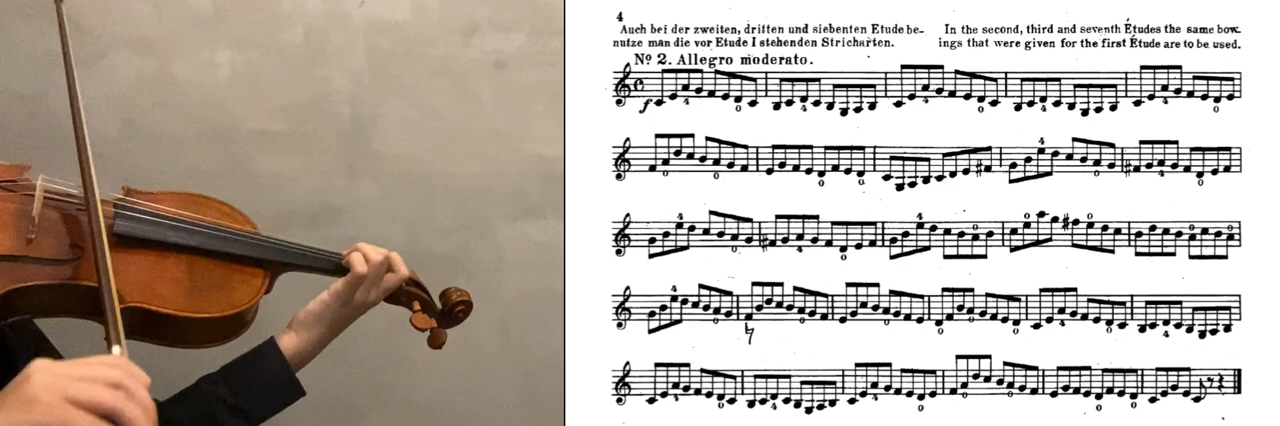 4
Auch bei der zweiten, dritten und siebenten Etude be-
nutze man die vor Etude I stehenden Stricharten.
In the second, third and seventh Études the same bow-
ings that were given for the first Étude are to be used.
Nº 2. Allegro moderato.
f